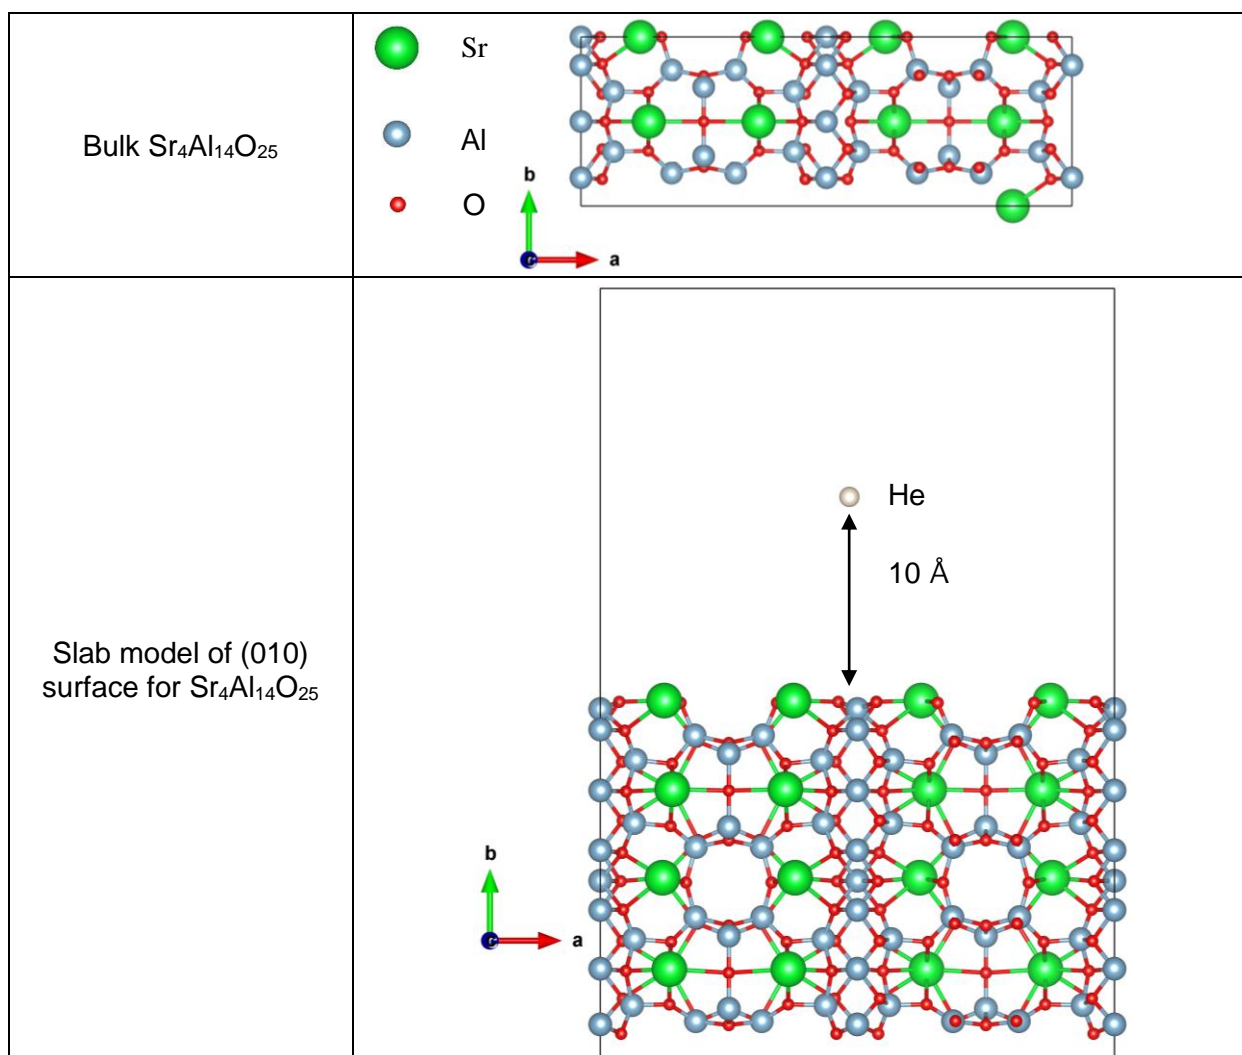 Bulk Sr₄Al₁₄O₂₅
Sr
Al
O
b
a
c
Slab model of (010)
surface for Sr₄Al₁₄O₂₅
He
10 Å
b
a
c